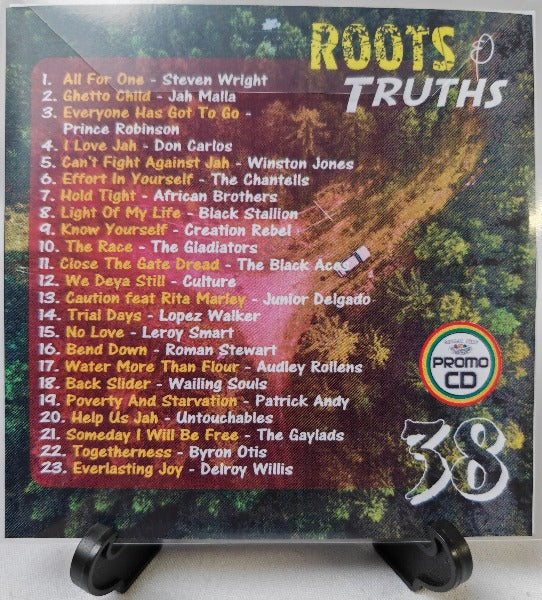 ROOTS &
TRUTHS
1. All For One - Steven Wright
2. Ghetto Child - Jah Malla
3. Everyone Has Got To Go -
Prince Robinson
4. I Love Jah - Don Carlos
5. Can't Fight Against Jah - Winston Jones
6. Effort In Yourself - The Chantells
7. Hold Tight - African Brothers
8. Light Of My Life - Black Stallion
9. Know Yourself - Creation Rebel
10. The Race - The Gladiators
11. Close The Gate Dread - The Black Aces
12. We Deya Still - Culture
13. Caution feat Rita Marley - Junior Delgado
14. Trial Days - Lopez Walker
15. No Love - Leroy Smart
16. Bend Down - Roman Stewart
17. Water More Than Flour - Audley Rollens
18. Back Slider - Wailing Souls
19. Poverty And Starvation - Patrick Andy
20. Help Us Jah - Untouchables
21. Someday I Will Be Free - The Gaylads
22. Togetherness - Byron Otis
23. Everlasting Joy - Delroy Willis
PROMO
CD
38